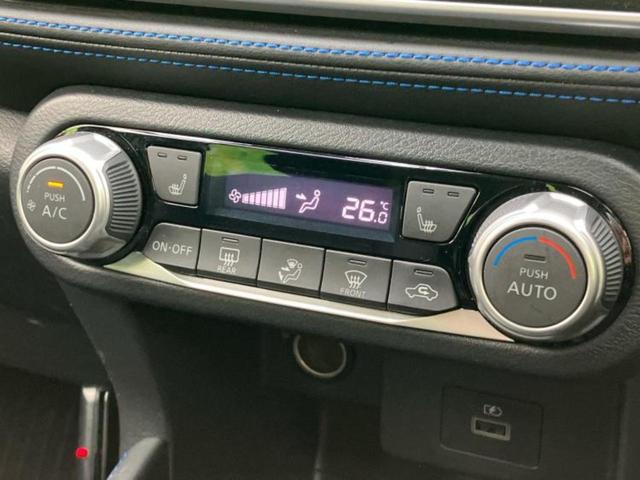 PUSH
A/C
26.0
°C
ON·OFF
REAR
FRONT
PUSH
AUTO